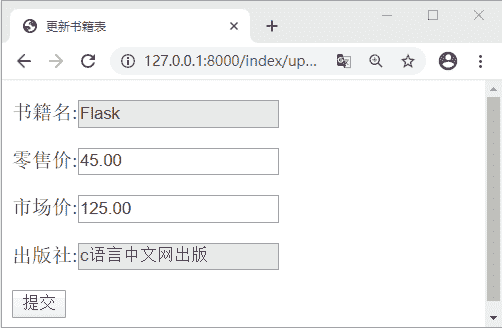 更新书籍表
127.0.0.1:8000/index/up...
书籍名:Flask
零售价:45.00
市场价:125.00
出版社:c语言中文网出版
提交